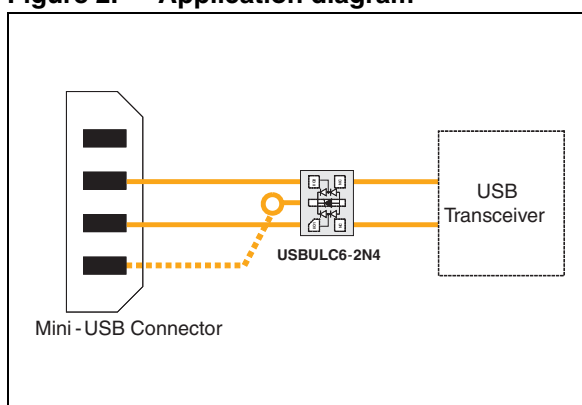 Figure 2. Application diagram
USB
Transceiver
USBULC6-2N4
Mini-USB Connector